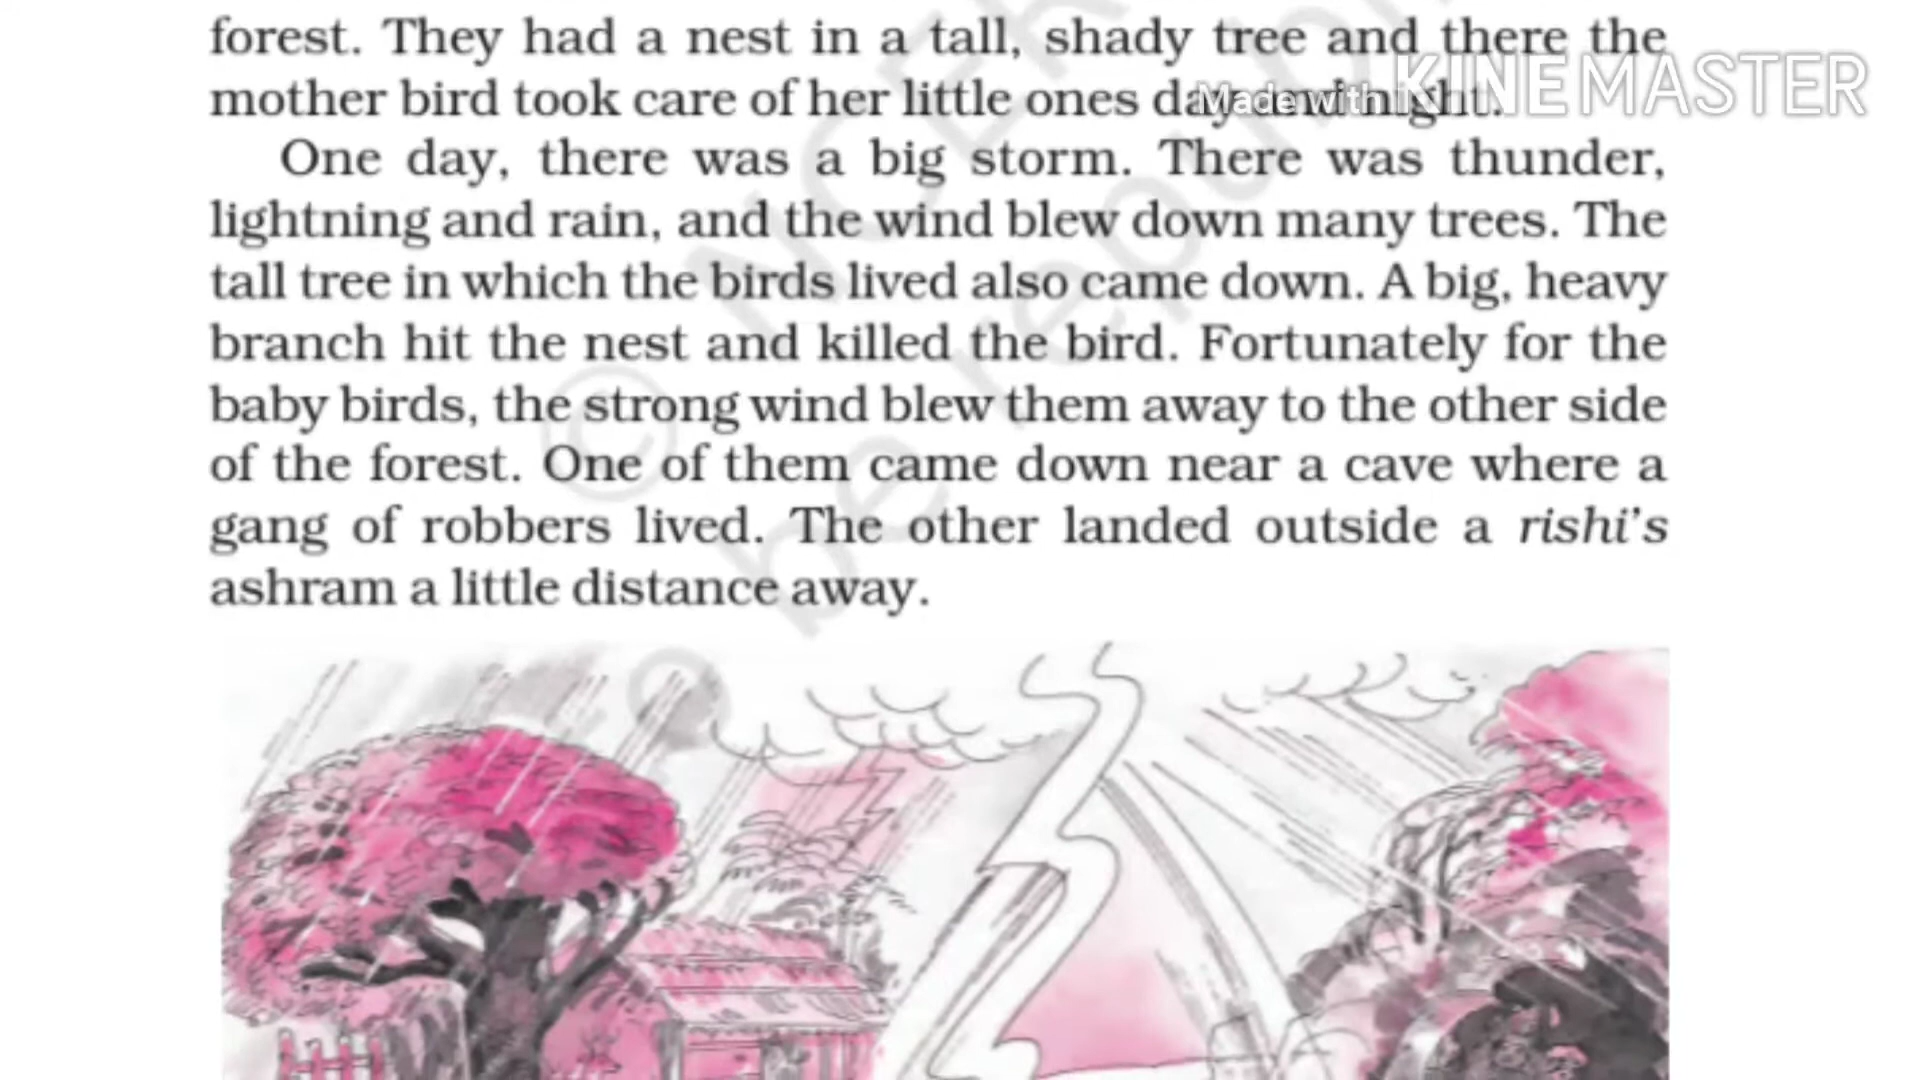 forest. They had a nest in a tall, shady tree and there the
mother bird took care of her little ones day and night.
Made with KINEMASTER
One day, there was a big storm. There was thunder,
lightning and rain, and the wind blew down many trees. The
tall tree in which the birds lived also came down. A big, heavy
branch hit the nest and killed the bird. Fortunately for the
baby birds, the strong wind blew them away to the other side
of the forest. One of them came down near a cave where a
gang of robbers lived. The other landed outside a rishi's
ashram a little distance away.
© NCER
be repu